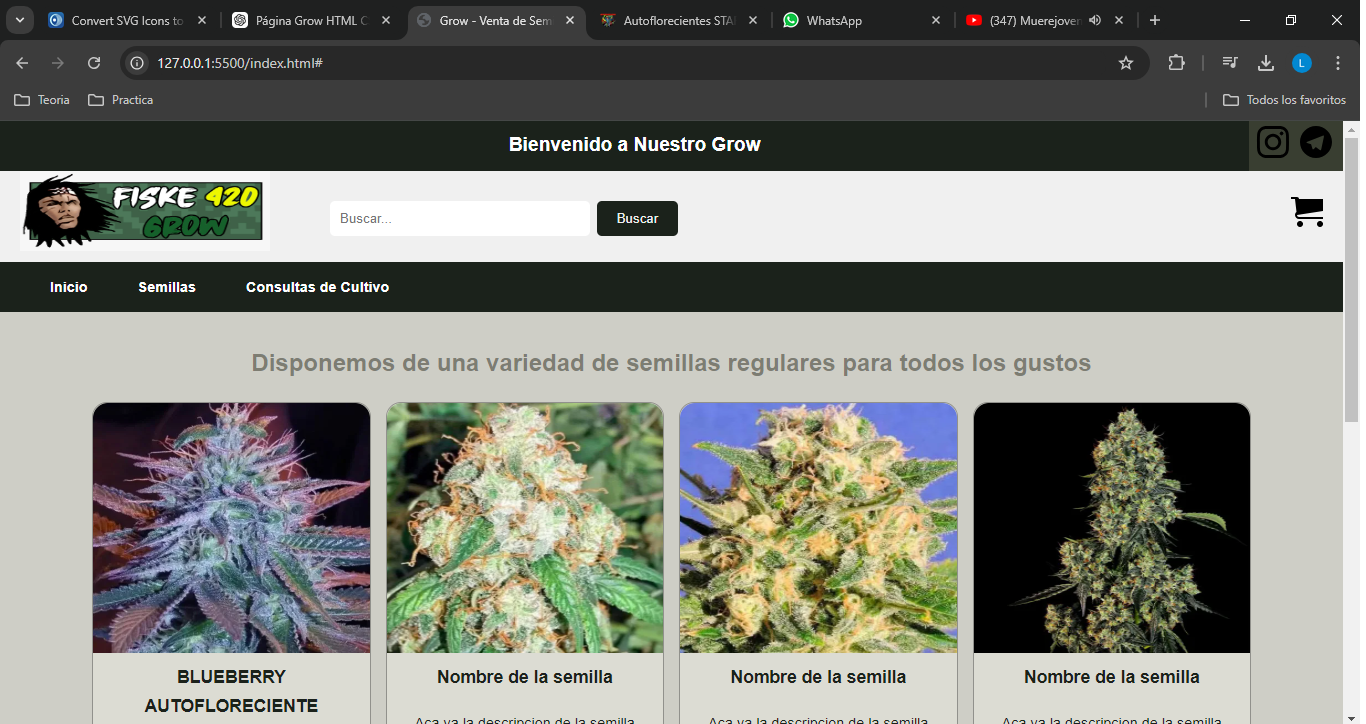 Convert SVG Icons to
Página Grow HTML C
Grow - Venta de Sem
Autoflorecientes STA
WhatsApp
(347) Muerejoven
127.0.0.1:5500/index.html#
L
Teoria
Practica
Todos los favoritos
Bienvenido a Nuestro Grow
FISKE 420
GROW
Buscar...
Buscar
Inicio
Semillas
Consultas de Cultivo
Disponemos de una variedad de semillas regulares para todos los gustos
BLUEBERRY
AUTOFLORECIENTE
Nombre de la semilla
Aca va la descripcion de la semilla
Nombre de la semilla
Aca va la descripcion de la semilla
Nombre de la semilla
Aca va la descripcion de la semilla